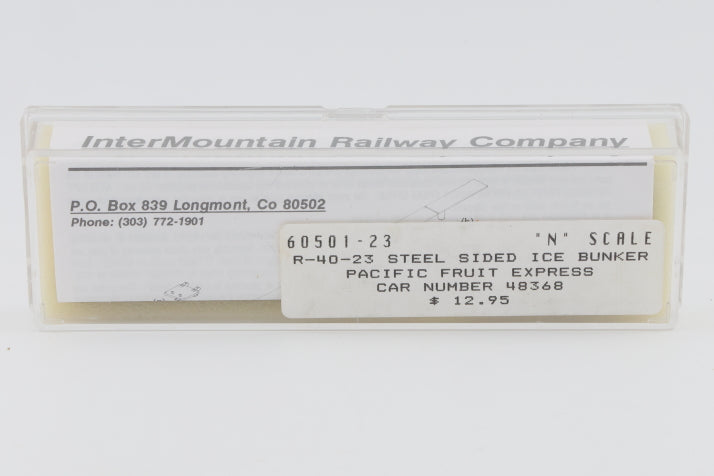 InterMountain Railway Company
P.O. Box 839 Longmont, Co 80502
Phone: (303) 772-1901
60501-23 "N" SCALE
R-40-23 STEEL SIDED ICE BUNKER
PACIFIC FRUIT EXPRESS
CAR NUMBER 48368
$ 12.95